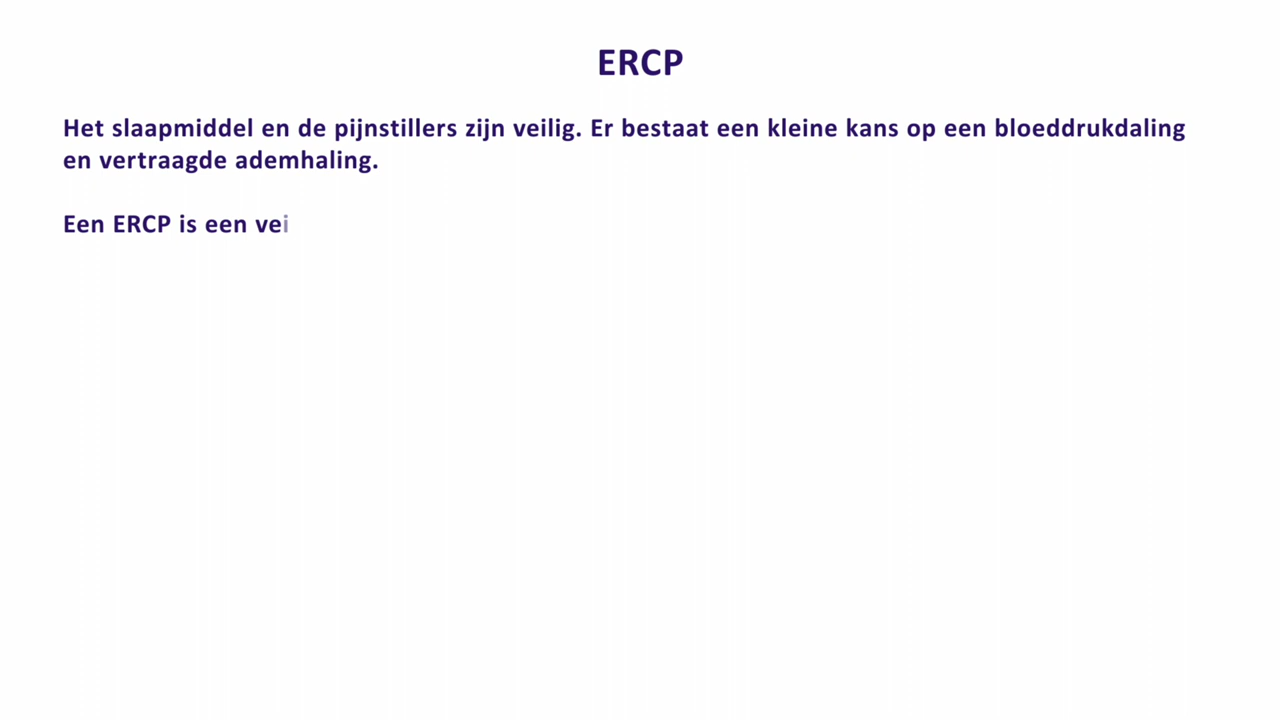 ERCP
Het slaapmiddel en de pijnstillers zijn veilig. Er bestaat een kleine kans op een bloeddrukdaling
en vertraagde ademhaling.
Een ERCP is een vei